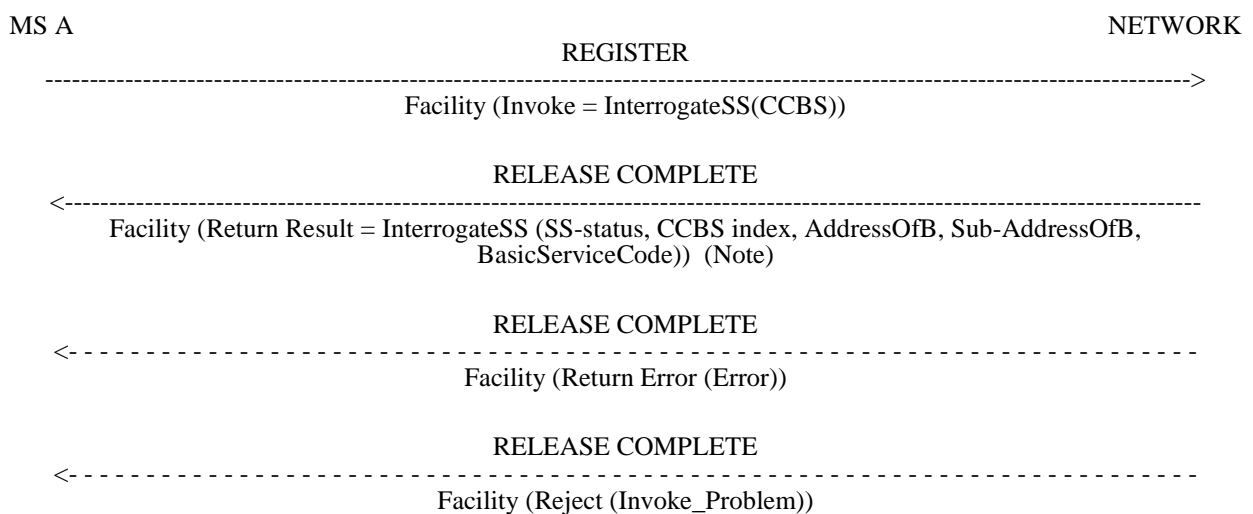 MS A NETWORK
REGISTER
------------------------------------------------------------------------------------------------------------------------------->
Facility (Invoke = InterrogateSS(CCBS))
RELEASE COMPLETE
<-------------------------------------------------------------------------------------------------------------------------------
Facility (Return Result = InterrogateSS (SS-status, CCBS index, AddressOfB, Sub-AddressOfB,
BasicServiceCode)) (Note)
RELEASE COMPLETE
<- - - - - - - - - - - - - - - - - - - - - - - - - - - - - - - - - - - - - - - - - - - - - - - - - - - - - - - - - - - - - - - - - - - - - - - - - -
Facility (Return Error (Error))
RELEASE COMPLETE
<- - - - - - - - - - - - - - - - - - - - - - - - - - - - - - - - - - - - - - - - - - - - - - - - - - - - - - - - - - - - - - - - - - - - - - - - - -
Facility (Reject (Invoke_Problem))